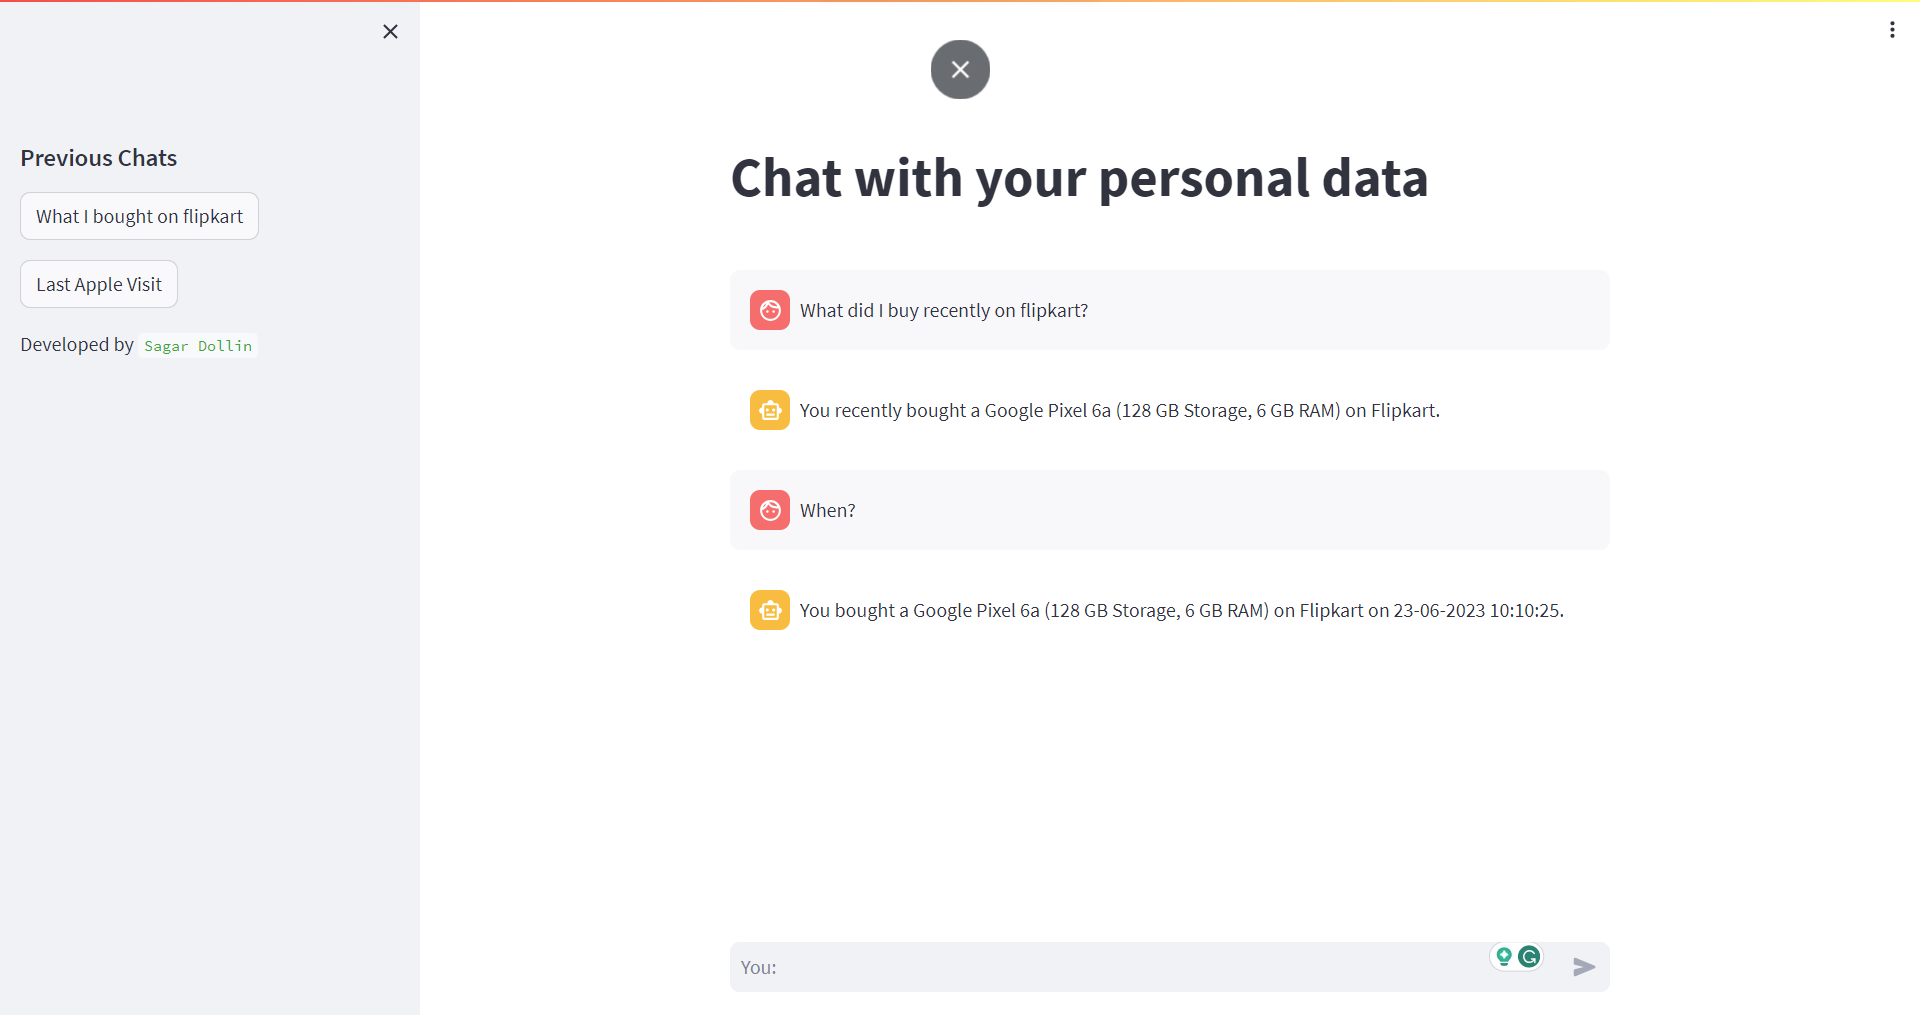 Previous Chats
What I bought on flipkart
Last Apple Visit
Developed by Sagar Dollin
Chat with your personal data
What did I buy recently on flipkart?
You recently bought a Google Pixel 6a (128 GB Storage, 6 GB RAM) on Flipkart.
When?
You bought a Google Pixel 6a (128 GB Storage, 6 GB RAM) on Flipkart on 23-06-2023 10:10:25.
You: